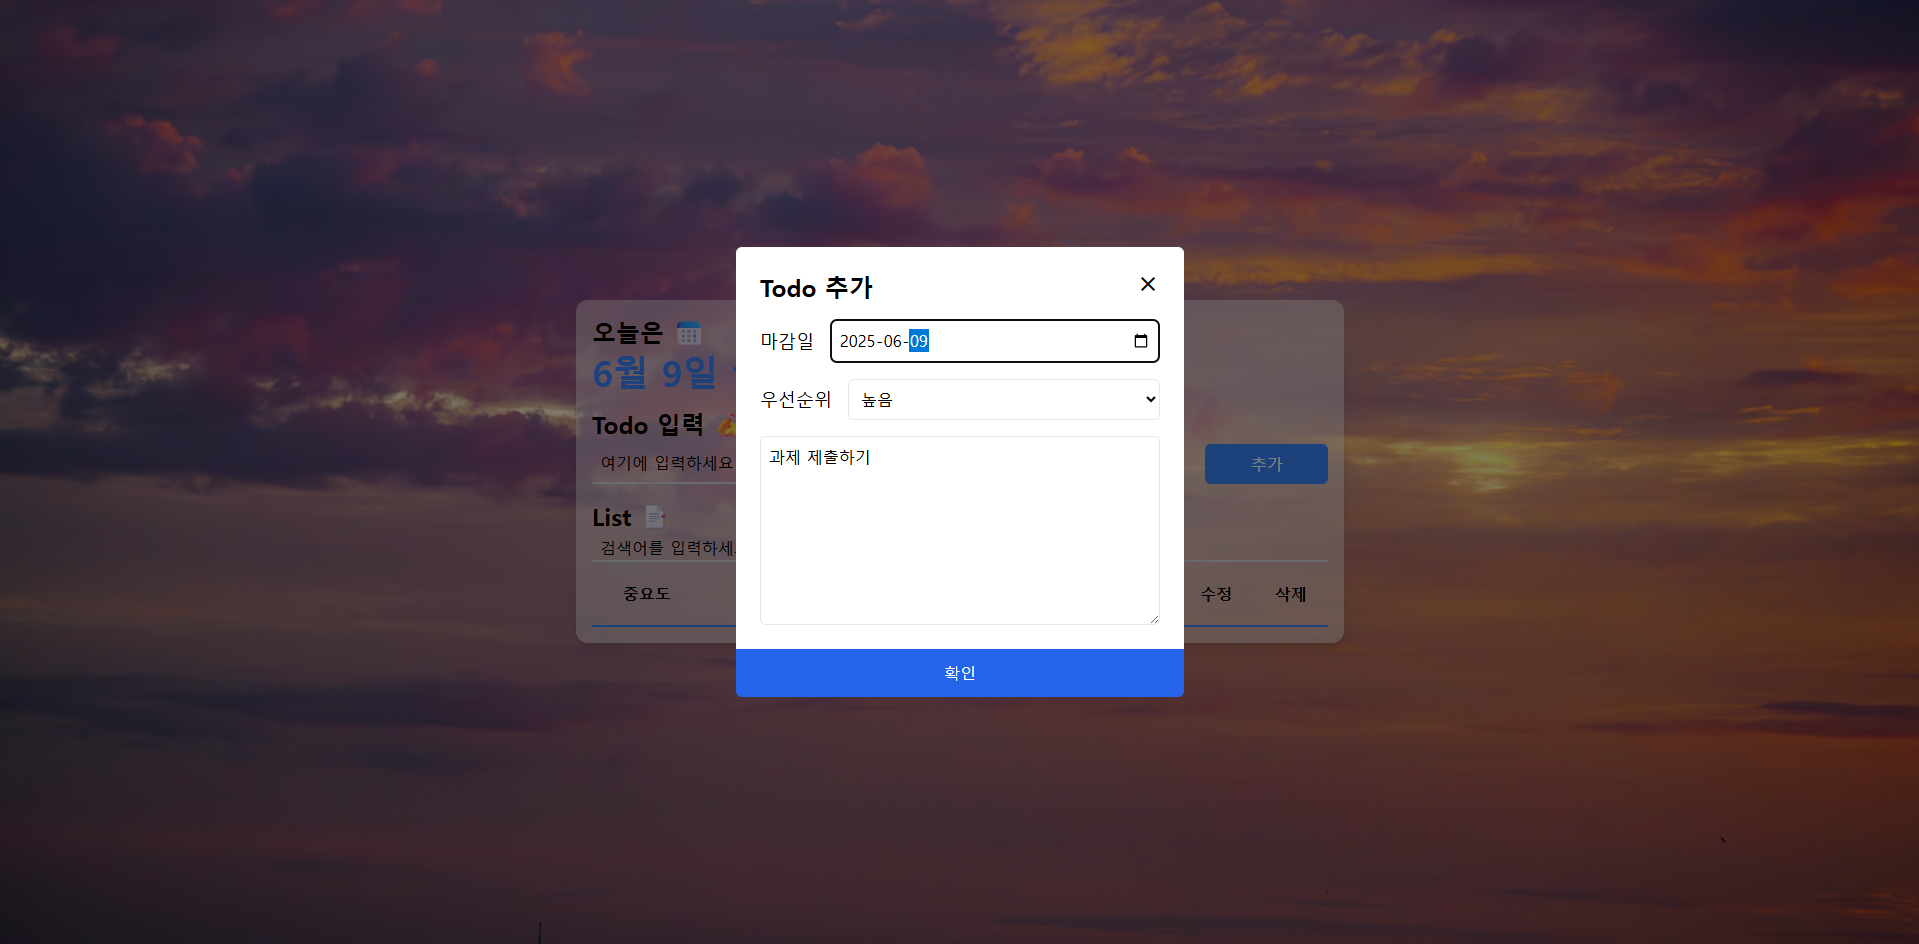 Todo 추가
마감일 2025-06-09
우선순위 높음
과제 제출하기
확인
오늘은
6월 9일
Todo 입력
여기에 입력하세요
추가
List
검색어를 입력하세
중요도 수정 삭제